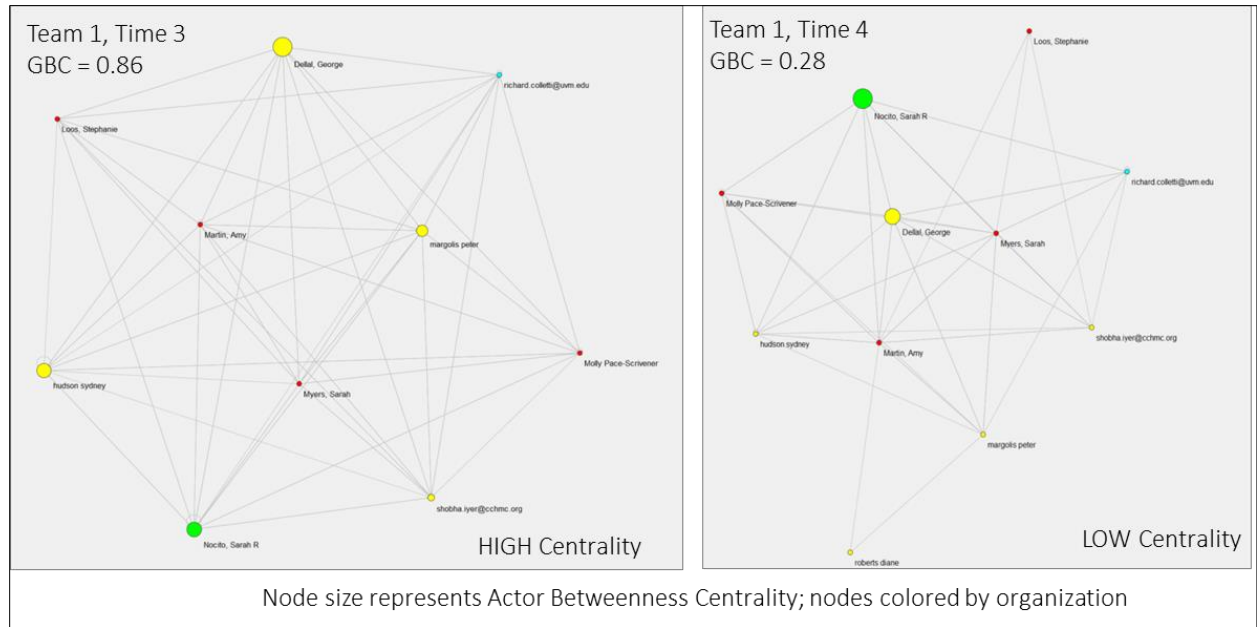 Team 1, Time 3
GBC = 0.86
Dellal, George
richard.colletti@uvm.edu
Loos, Stephanie
Martin, Amy
margolis peter
Molly Pace-Scrivener
hudson sydney
Myers, Sarah
shobha.iyer@cchmc.org
Nocito, Sarah R
HIGH Centrality
Team 1, Time 4
GBC = 0.28
Loos, Stephanie
Nocito, Sarah R
richard.colletti@uvm.edu
Molly Pace-Scrivener
Dellal, George
Myers, Sarah
shobha.iyer@cchmc.org
hudson sydney
Martin, Amy
margolis peter
LOW Centrality
roberts diane
Node size represents Actor Betweenness Centrality; nodes colored by organization